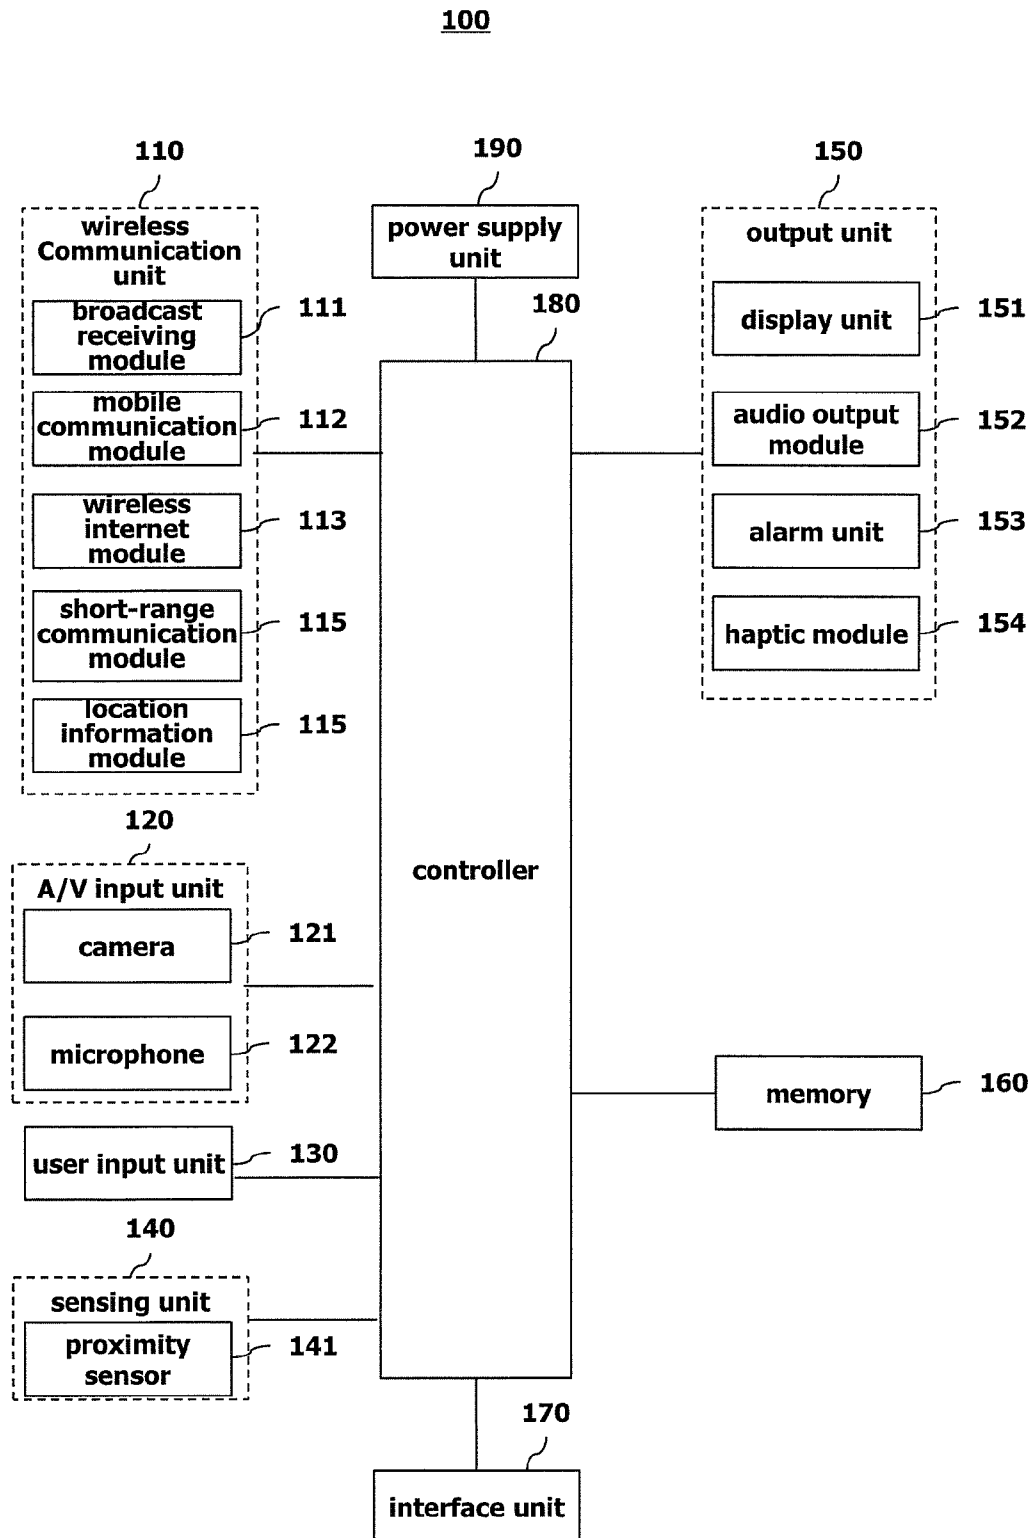 100
110
wireless
Communication
unit
broadcast
receiving
module
111
mobile
communication
module
112
wireless
internet
module
113
short-range
communication
module
115
location
information
module
115
120
A/V input unit
camera
121
microphone
122
user input unit
130
140
sensing unit
proximity
sensor
141
190
power supply
unit
180
controller
170
interface unit
150
output unit
display unit
151
audio output
module
152
alarm unit
153
haptic module
154
memory
160